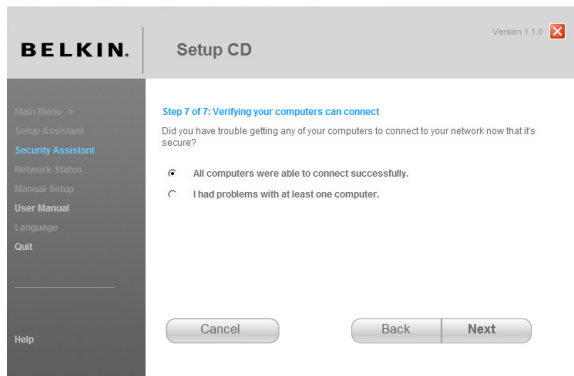 BELKIN.
Setup CD
Version 1.1.0
Main Menu >
Setup Assistant
Security Assistant
Network Status
Manual Setup
User Manual
Language
Quit
Help
Step 7 of 7: Verifying your computers can connect
Did you have trouble getting any of your computers to connect to your network now that it's
secure?
All computers were able to connect successfully.
I had problems with at least one computer.
Cancel
Back
Next